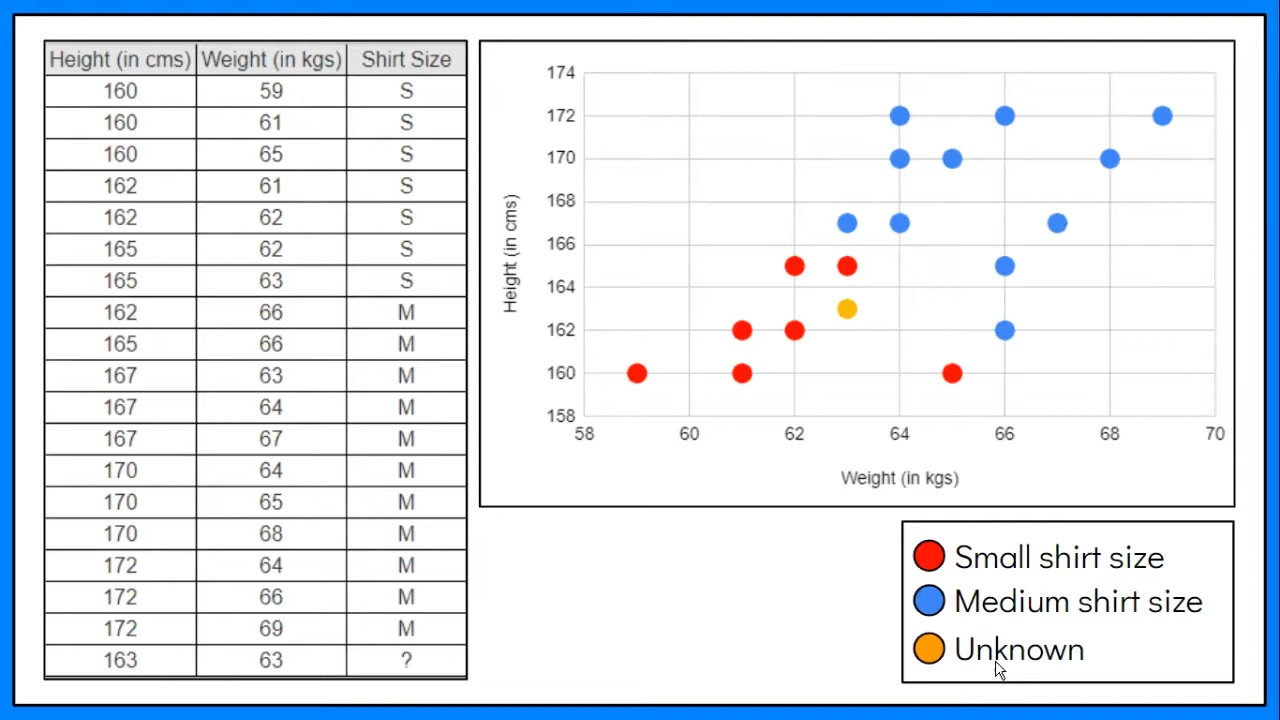 Height (in cms) Weight (in kgs) Shirt Size
160 59 S
160 61 S
160 65 S
162 61 S
162 62 S
165 62 S
165 63 S
162 66 M
165 66 M
167 63 M
167 64 M
167 67 M
170 64 M
170 65 M
170 68 M
172 64 M
172 66 M
172 69 M
163 63 ?
174
172
170
168
166
164
162
160
158
Height (in cms)
58 60 62 64 66 68 70
Weight (in kgs)
Small shirt size
Medium shirt size
Unknown